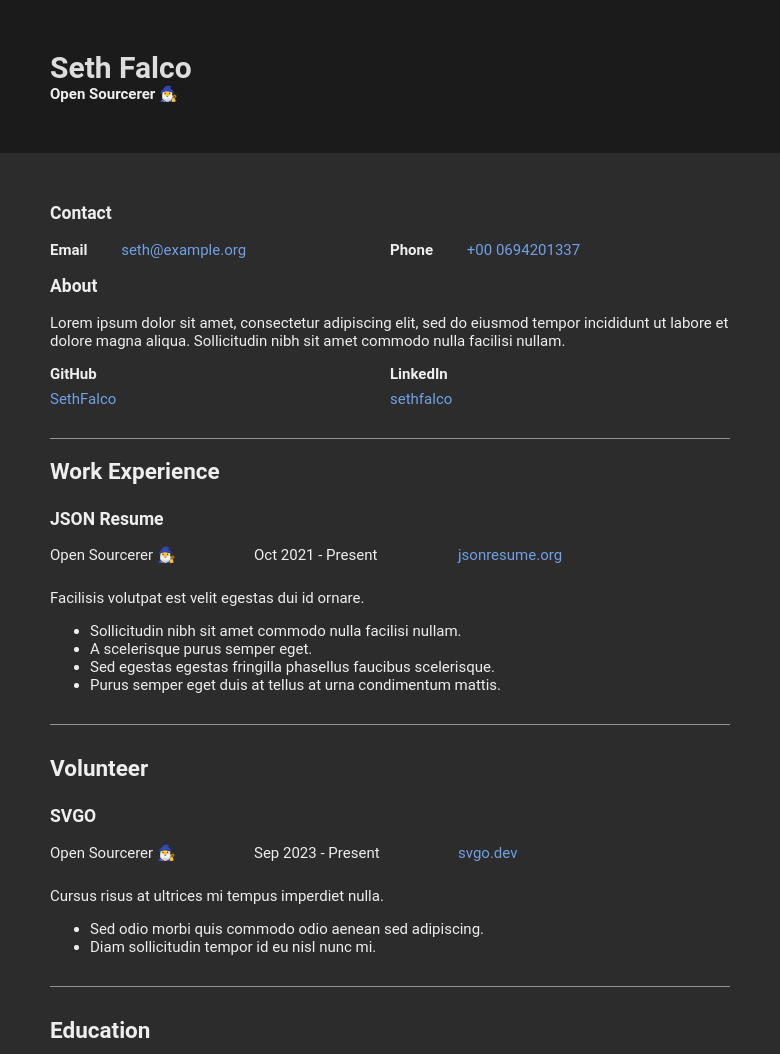 Seth Falco
Open Sourcerer 🧙‍♂️
Contact
Email seth@example.org Phone +00 0694201337
About
Lorem ipsum dolor sit amet, consectetur adipiscing elit, sed do eiusmod tempor incididunt ut labore et
dolore magna aliqua. Sollicitudin nibh sit amet commodo nulla facilisi nullam.
GitHub LinkedIn
SethFalco sethfalco
Work Experience
JSON Resume
Open Sourcerer 🧙‍♂️ Oct 2021 - Present jsonresume.org
Facilisis volutpat est velit egestas dui id ornare.
• Sollicitudin nibh sit amet commodo nulla facilisi nullam.
• A scelerisque purus semper eget.
• Sed egestas egestas fringilla phasellus faucibus scelerisque.
• Purus semper eget duis at tellus at urna condimentum mattis.
Volunteer
SVGO
Open Sourcerer 🧙‍♂️ Sep 2023 - Present svgo.dev
Cursus risus at ultrices mi tempus imperdiet nulla.
• Sed odio morbi quis commodo odio aenean sed adipiscing.
• Diam sollicitudin tempor id eu nisl nunc mi.
Education